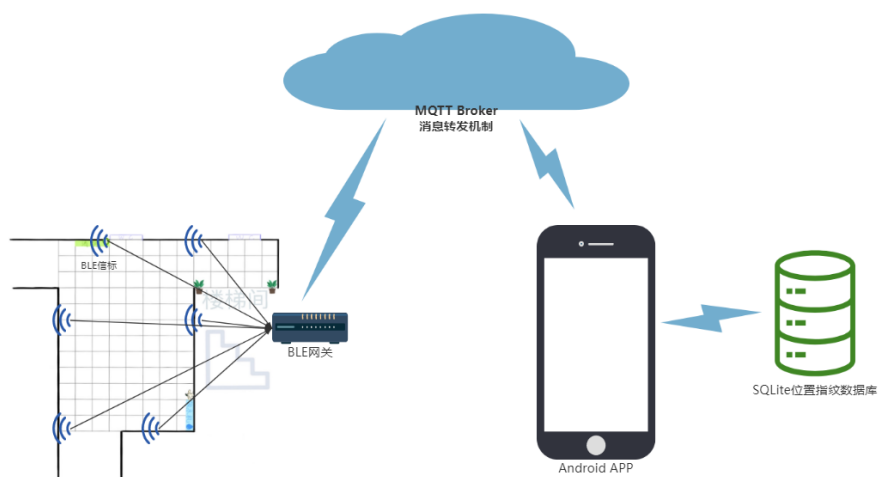 MQTT Broker
消息转发机制
BLE信标
楼梯间
BLE网关
SQLite位置指纹数据库
Android APP